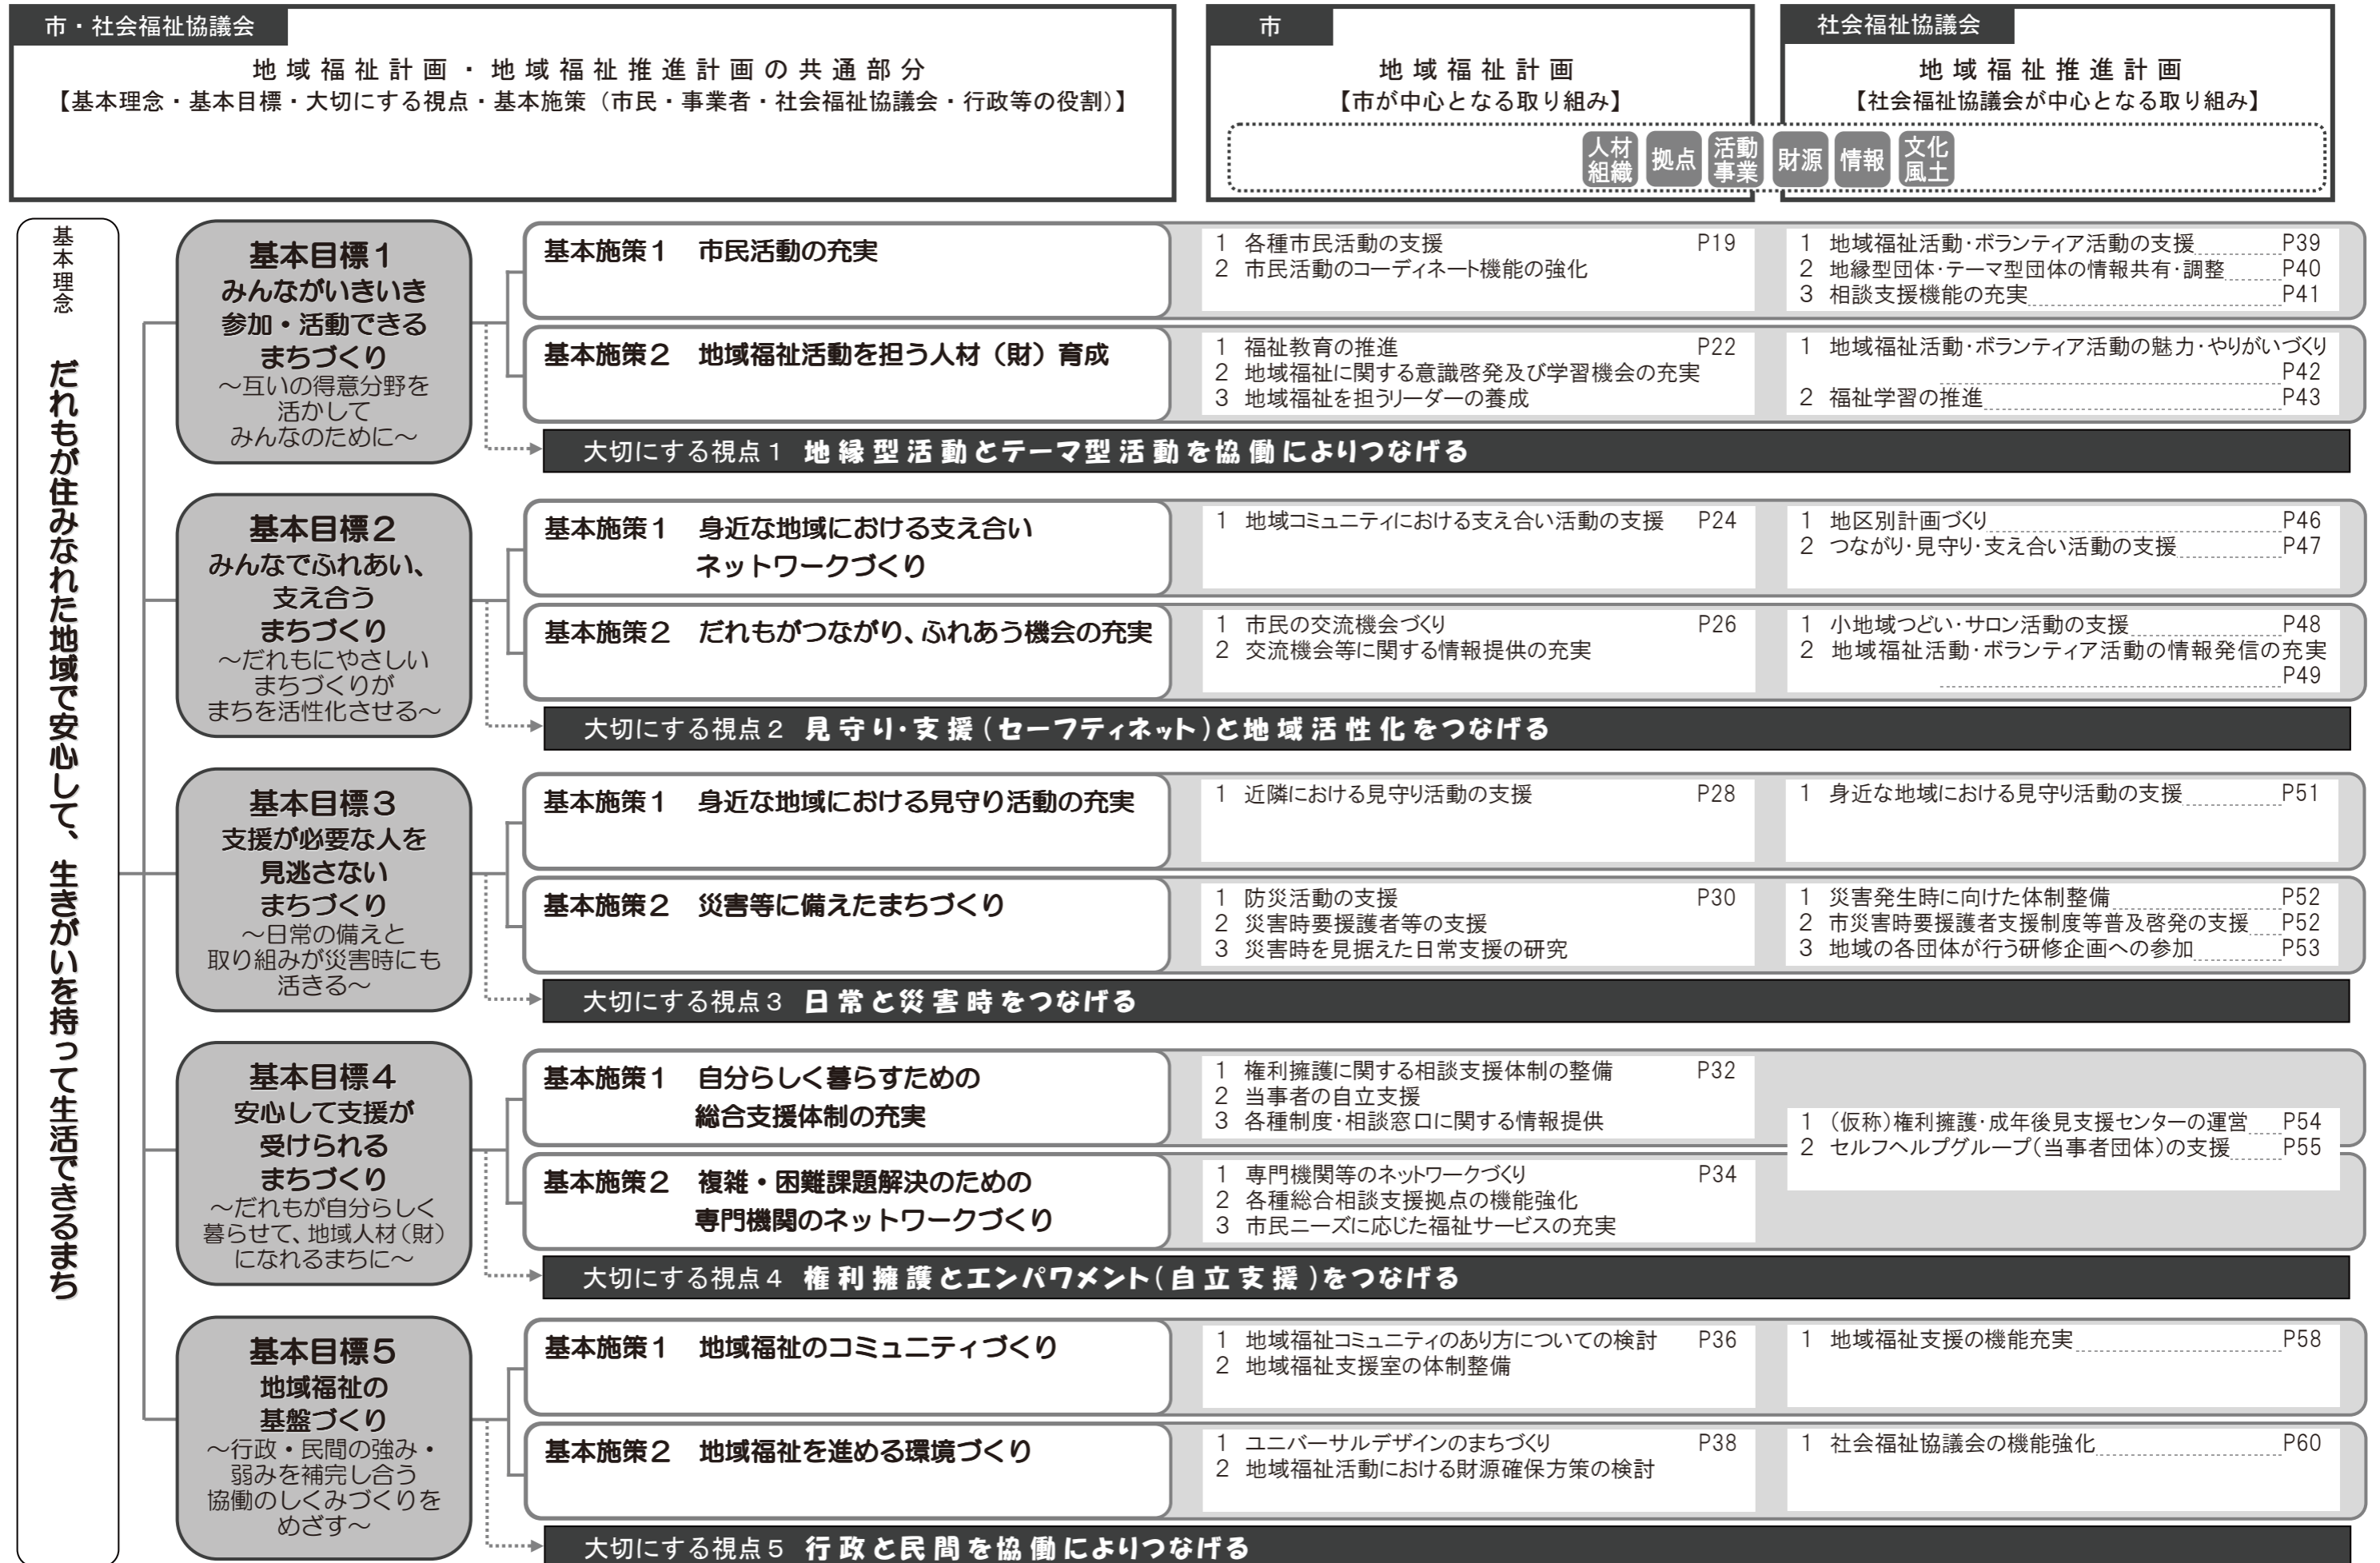 市・社会福祉協議会
地域福祉計画・地域福祉推進計画の共通部分
【基本理念・基本目標・大切にする視点・基本施策（市民・事業者・社会福祉協議会・行政等の役割）】
市
地域福祉計画
【市が中心となる取り組み】
社会福祉協議会
地域福祉推進計画
【社会福祉協議会が中心となる取り組み】
人材
組織
拠点
活動
事業
財源
情報
文化
風土
基本理念 だれもが住みなれた地域で安心して、生きがいを持って生活できるまち
基本目標１
みんながいきいき
参加・活動できる
まちづくり
～互いの得意分野を
活かして
みんなのために～
基本施策１ 市民活動の充実
1 各種市民活動の支援 P19
2 市民活動のコーディネート機能の強化
1 地域福祉活動・ボランティア活動の支援 P39
2 地縁型団体・テーマ型団体の情報共有・調整 P40
3 相談支援機能の充実 P41
基本施策２ 地域福祉活動を担う人材（財）育成
1 福祉教育の推進 P22
2 地域福祉に関する意識啓発及び学習機会の充実
3 地域福祉を担うリーダーの養成
1 地域福祉活動・ボランティア活動の魅力・やりがいづくり
P42
2 福祉学習の推進 P43
大切にする視点１ 地縁型活動とテーマ型活動を協働によりつなげる
基本目標２
みんなでふれあい、
支え合う
まちづくり
～だれもにやさしい
まちづくりが
まちを活性化させる～
基本施策１ 身近な地域における支え合い
ネットワークづくり
1 地域コミュニティにおける支え合い活動の支援 P24
1 地区別計画づくり P46
2 つながり・見守り・支え合い活動の支援 P47
基本施策２ だれもがつながり、ふれあう機会の充実
1 市民の交流機会づくり P26
2 交流機会等に関する情報提供の充実
1 小地域つどい・サロン活動の支援 P48
2 地域福祉活動・ボランティア活動の情報発信の充実
P49
大切にする視点２ 見守り・支援（セーフティネット）と地域活性化をつなげる
基本目標３
支援が必要な人を
見逃さない
まちづくり
～日常の備えと
取り組みが災害時にも
活きる～
基本施策１ 身近な地域における見守り活動の充実
1 近隣における見守り活動の支援 P28
1 身近な地域における見守り活動の支援 P51
基本施策２ 災害等に備えたまちづくり
1 防災活動の支援 P30
2 災害時要援護者等の支援
3 災害時を見据えた日常支援の研究
1 災害発生時に向けた体制整備 P52
2 市災害時要援護者支援制度等普及啓発の支援 P52
3 地域の各団体が行う研修企画への参加 P53
大切にする視点３ 日常と災害時をつなげる
基本目標４
安心して支援が
受けられる
まちづくり
～だれもが自分らしく
暮らせて、地域人材（財）
になれるまちに～
基本施策１ 自分らしく暮らすための
総合支援体制の充実
1 権利擁護に関する相談支援体制の整備 P32
2 当事者の自立支援
3 各種制度・相談窓口に関する情報提供
1 （仮称）権利擁護・成年後見支援センターの運営 P54
2 セルフヘルプグループ（当事者団体）の支援 P55
基本施策２ 複雑・困難課題解決のための
専門機関のネットワークづくり
1 専門機関等のネットワークづくり P34
2 各種総合相談支援拠点の機能強化
3 市民ニーズに応じた福祉サービスの充実
大切にする視点４ 権利擁護とエンパワメント（自立支援）をつなげる
基本目標５
地域福祉の
基盤づくり
～行政・民間の強み・
弱みを補完し合う
協働のしくみづくりを
めざす～
基本施策１ 地域福祉のコミュニティづくり
1 地域福祉コミュニティのあり方についての検討 P36
2 地域福祉支援室の体制整備
1 地域福祉支援の機能充実 P58
基本施策２ 地域福祉を進める環境づくり
1 ユニバーサルデザインのまちづくり P38
2 地域福祉活動における財源確保方策の検討
1 社会福祉協議会の機能強化 P60
大切にする視点５ 行政と民間を協働によりつなげる